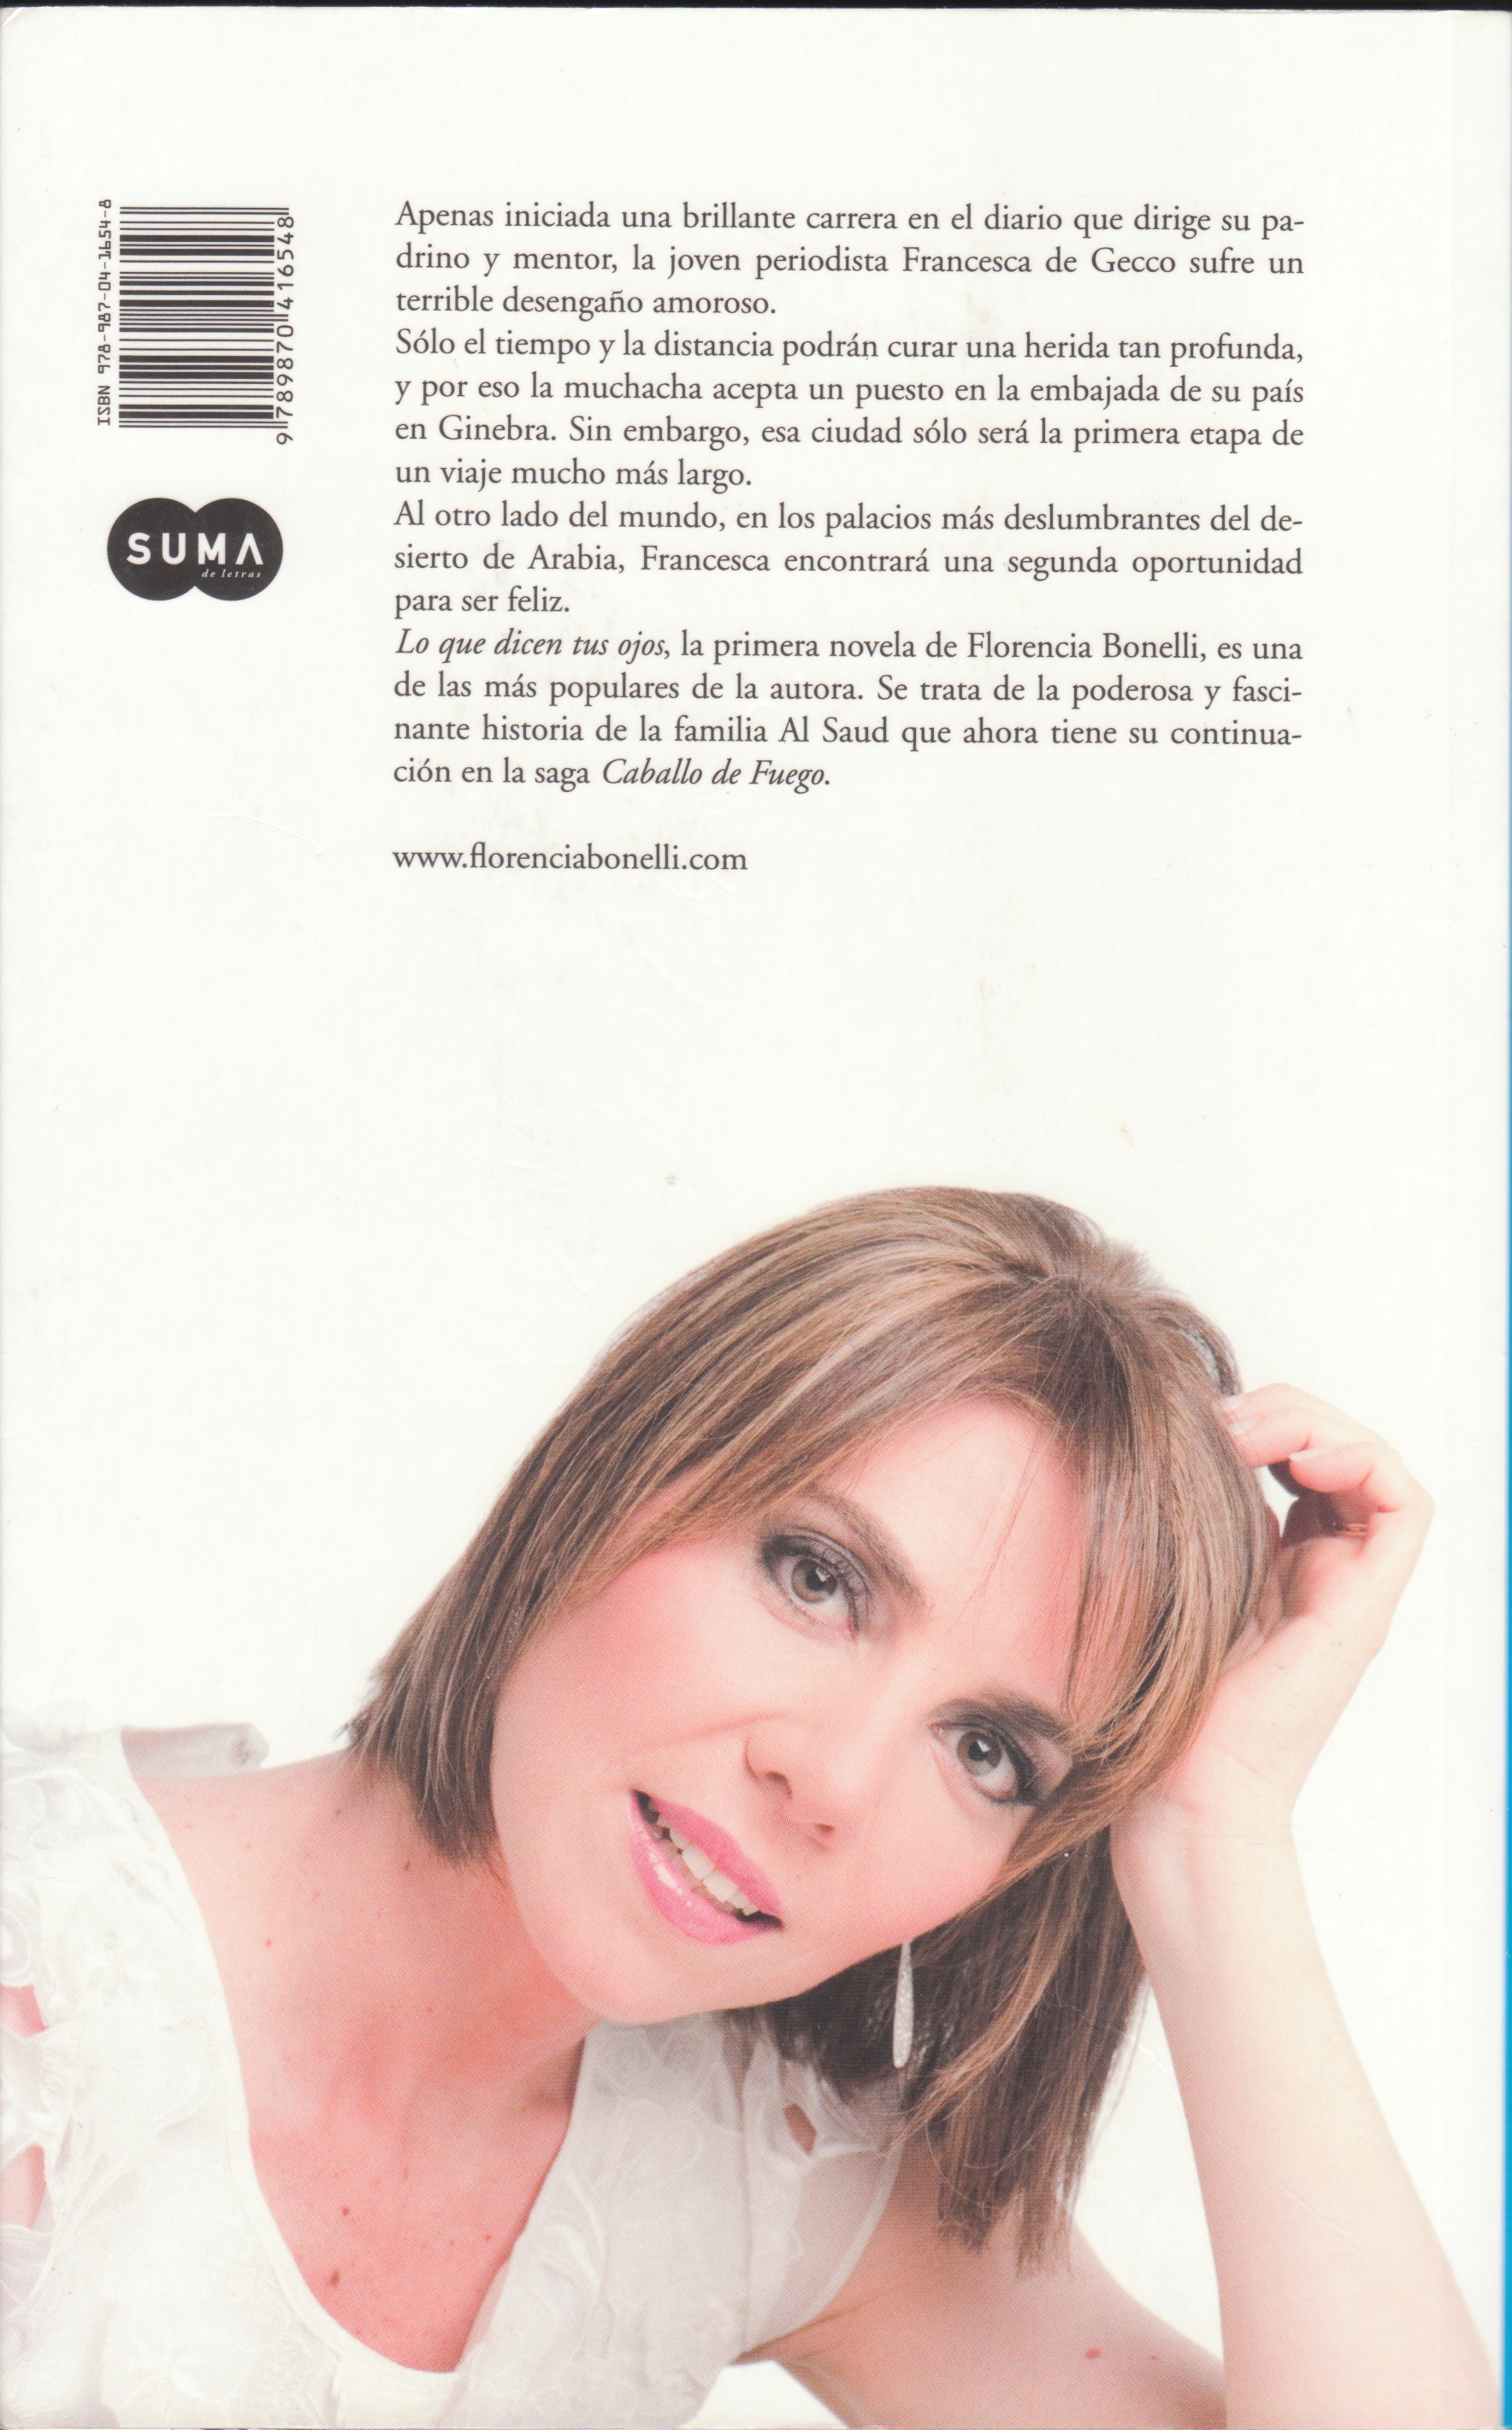 ISBN 978-987-04-1654-8
9 789870 416548
SUMA
de letras
Apenas iniciada una brillante carrera en el diario que dirige su pa-
drino y mentor, la joven periodista Francesca de Gecco sufre un
terrible desengaño amoroso.
Sólo el tiempo y la distancia podrán curar una herida tan profunda,
y por eso la muchacha acepta un puesto en la embajada de su país
en Ginebra. Sin embargo, esa ciudad sólo será la primera etapa de
un viaje mucho más largo.
Al otro lado del mundo, en los palacios más deslumbrantes del de-
sierto de Arabia, Francesca encontrará una segunda oportunidad
para ser feliz.
Lo que dicen tus ojos, la primera novela de Florencia Bonelli, es una
de las más populares de la autora. Se trata de la poderosa y fasci-
nante historia de la familia Al Saud que ahora tiene su continua-
ción en la saga Caballo de Fuego.
www.florenciabonelli.com